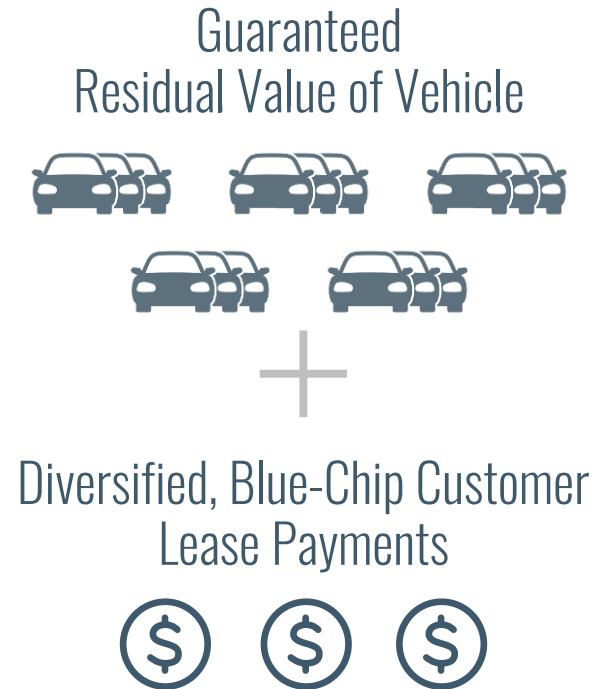 Guaranteed
Residual Value of Vehicle
Diversified, Blue-Chip Customer
Lease Payments
$ $ $